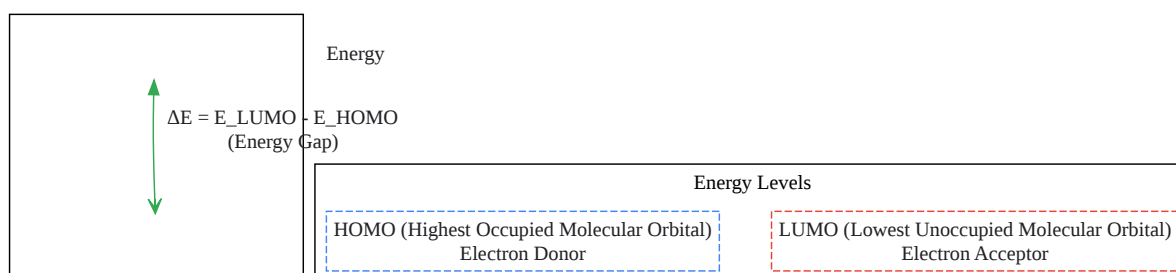 Energy
ΔE = E_LUMO - E_HOMO
(Energy Gap)
Energy Levels
HOMO (Highest Occupied Molecular Orbital)
Electron Donor
LUMO (Lowest Unoccupied Molecular Orbital)
Electron Acceptor